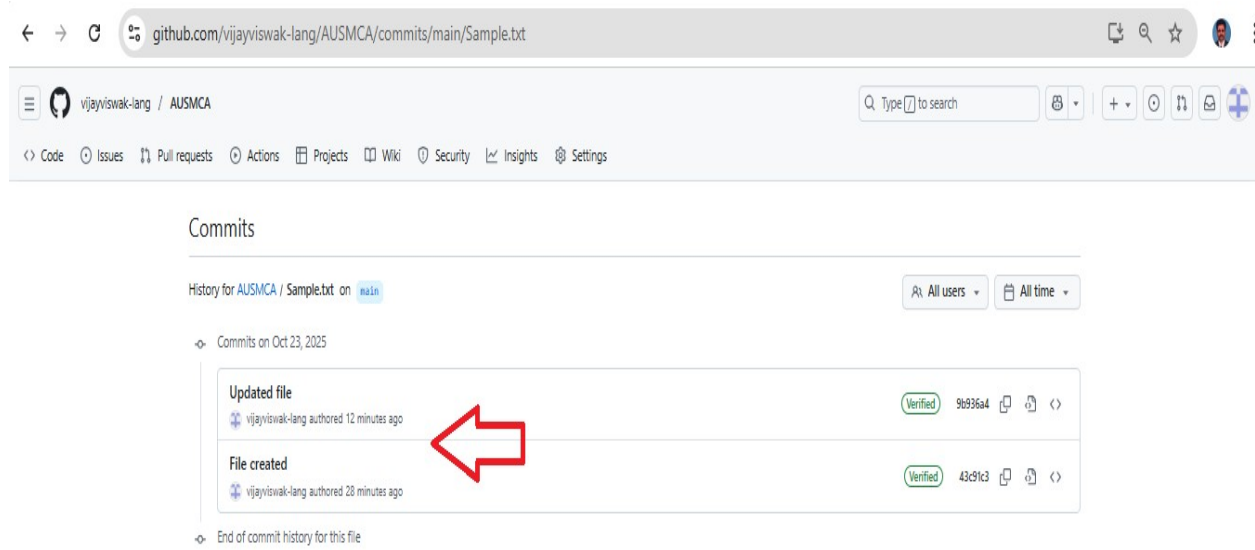 github.com/vijayviswak-lang/AUSMCA/commits/main/Sample.txt
vijayviswak-lang / AUSMCA
Type / to search
Code Issues Pull requests Actions Projects Wiki Security Insights Settings
Commits
History for AUSMCA / Sample.txt on main
All users All time
Commits on Oct 23, 2025
Updated file
vijayviswak-lang authored 12 minutes ago
Verified 9b936a4
File created
vijayviswak-lang authored 28 minutes ago
Verified 43c91c3
End of commit history for this file